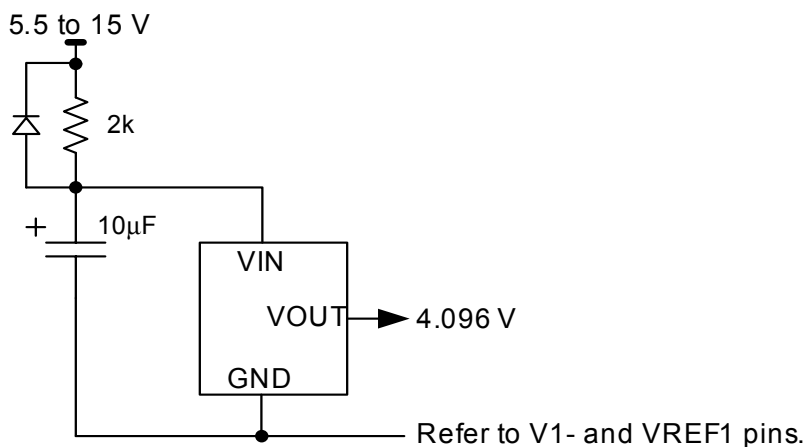 5.5 to 15 V
2k
+ 10μF
VIN
VOUT
4.096 V
GND
Refer to V1- and VREF1 pins.